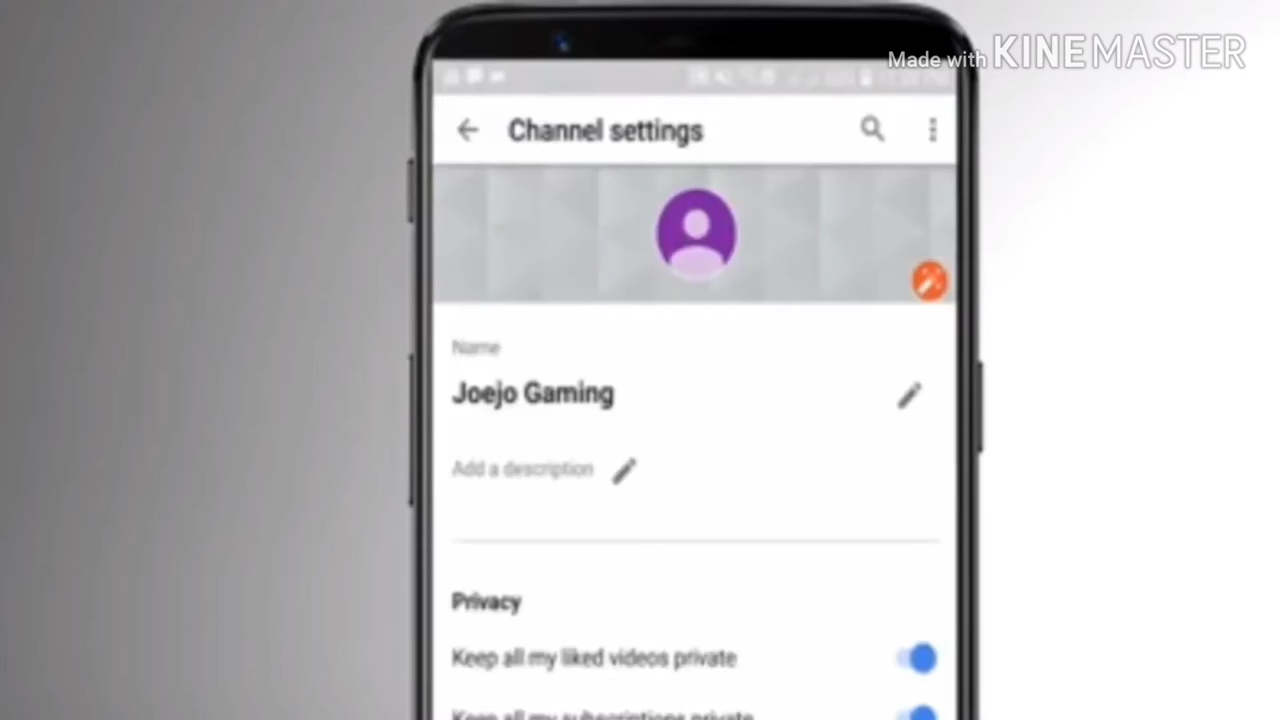 Made with KINEMASTER
Channel settings
Name
Joejo Gaming
Add a description
Privacy
Keep all my liked videos private
Keep all my subscriptions private